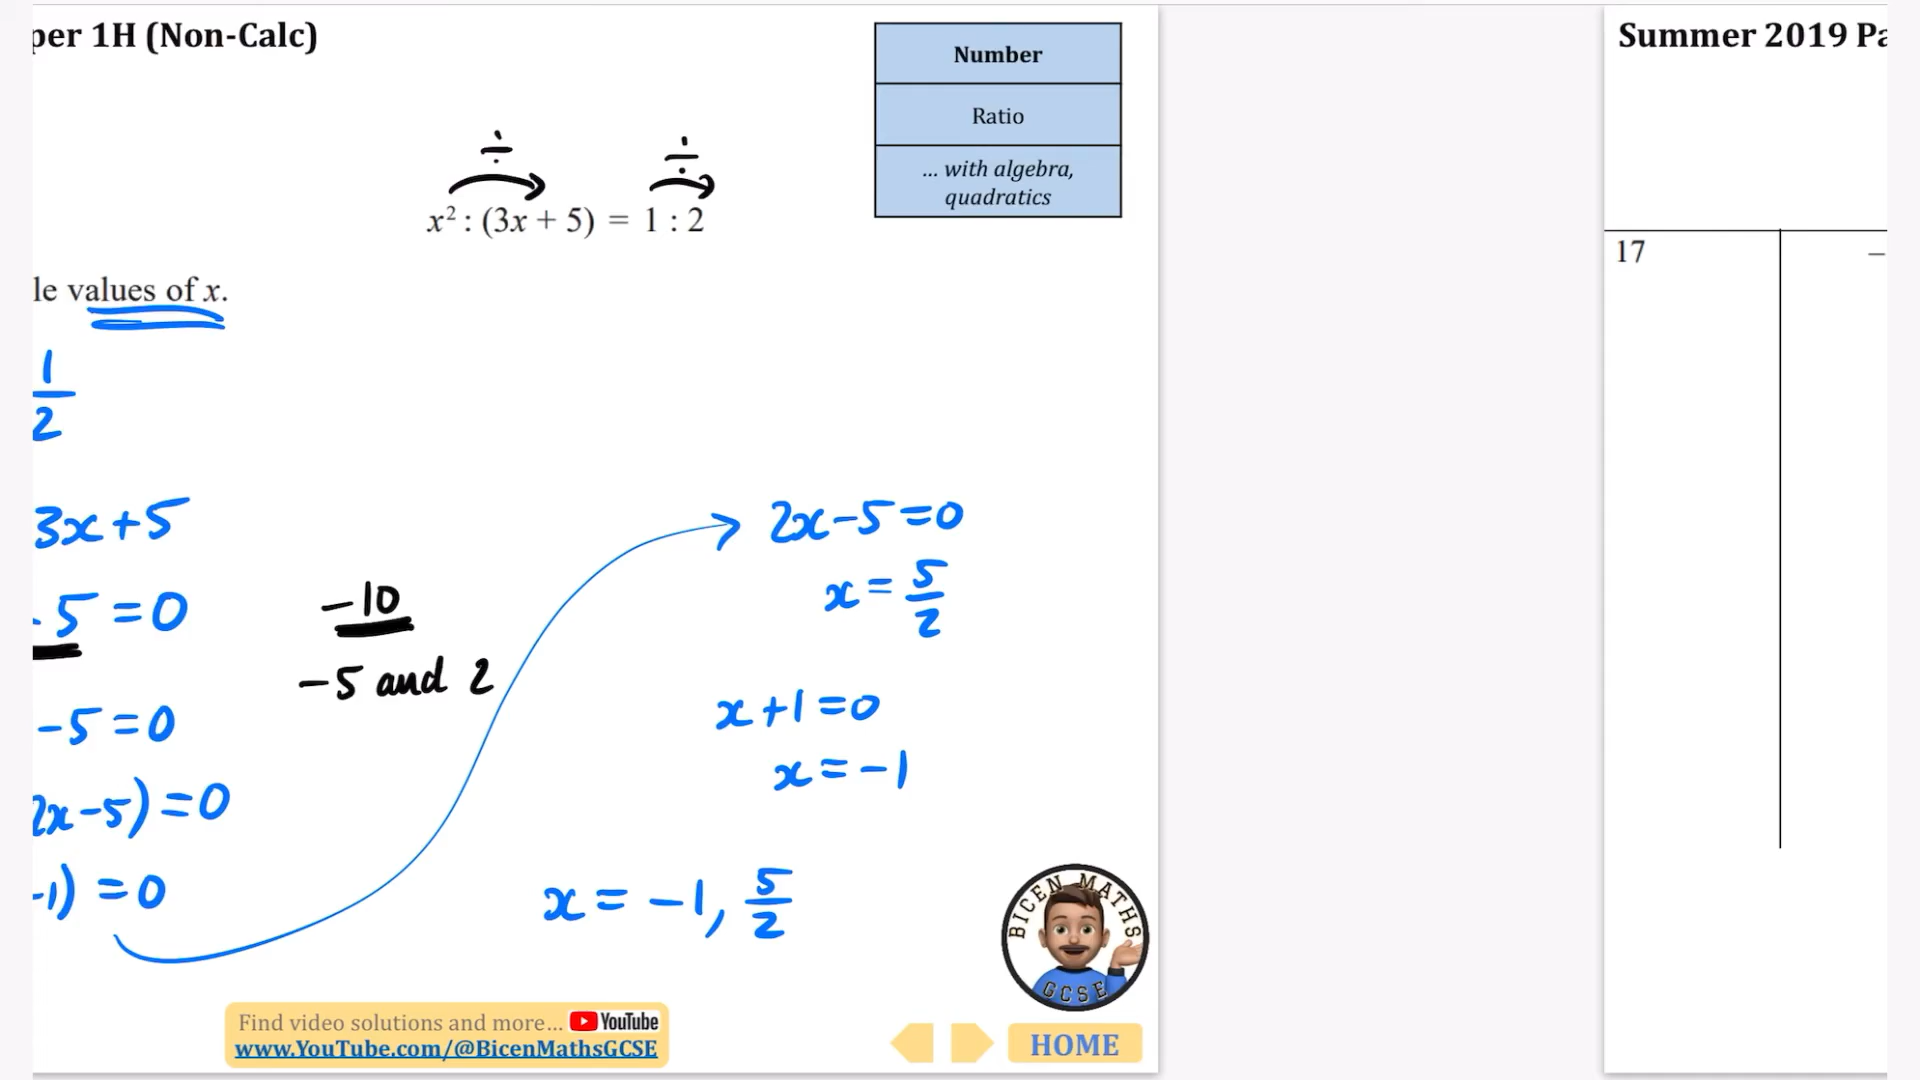 per 1H (Non-Calc)
Number
Ratio
... with algebra,
quadratics
÷ ÷
x² : (3x + 5) = 1 : 2
le values of x.
1
2
3x+5
-5=0
-10
-5 and 2
-5=0
2x-5)=0
-1)=0
2x-5=0
x=5/2
x+1=0
x=-1
x=-1, 5/2
BICEN MATHS
GCSE
Find video solutions and more... YouTube
www.YouTube.com/@BicenMathsGCSE
HOME
Summer 2019 Pa
17